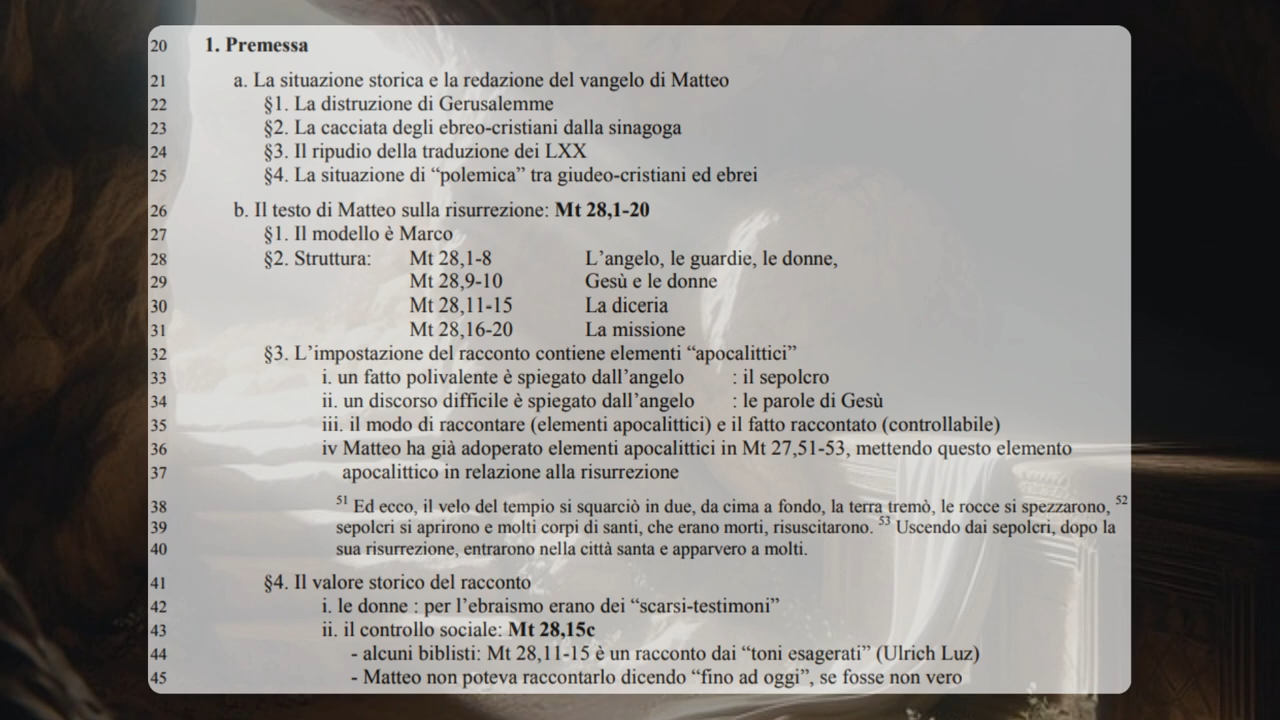 20 1. Premessa
21 a. La situazione storica e la redazione del vangelo di Matteo
22 §1. La distruzione di Gerusalemme
23 §2. La cacciata degli ebreo-cristiani dalla sinagoga
24 §3. Il ripudio della traduzione dei LXX
25 §4. La situazione di “polemica” tra giudeo-cristiani ed ebrei
26 b. Il testo di Matteo sulla risurrezione: Mt 28,1-20
27 §1. Il modello è Marco
28 §2. Struttura: Mt 28,1-8 L’angelo, le guardie, le donne,
29 Mt 28,9-10 Gesù e le donne
30 Mt 28,11-15 La diceria
31 Mt 28,16-20 La missione
32 §3. L’impostazione del racconto contiene elementi “apocalittici”
33 i. un fatto polivalente è spiegato dall’angelo : il sepolcro
34 ii. un discorso difficile è spiegato dall’angelo : le parole di Gesù
35 iii. il modo di raccontare (elementi apocalittici) e il fatto raccontato (controllabile)
36 iv Matteo ha già adoperato elementi apocalittici in Mt 27,51-53, mettendo questo elemento
37 apocalittico in relazione alla risurrezione
38 51 Ed ecco, il velo del tempio si squarciò in due, da cima a fondo, la terra tremò, le rocce si spezzarono, 52
39 sepolcri si aprirono e molti corpi di santi, che erano morti, risuscitarono. 53 Uscendo dai sepolcri, dopo la
40 sua risurrezione, entrarono nella città santa e apparvero a molti.
41 §4. Il valore storico del racconto
42 i. le donne : per l’ebraismo erano dei “scarsi-testimoni”
43 ii. il controllo sociale: Mt 28,15c
44 - alcuni biblisti: Mt 28,11-15 è un racconto dai “toni esagerati” (Ulrich Luz)
45 - Matteo non poteva raccontarlo dicendo “fino ad oggi”, se fosse non vero